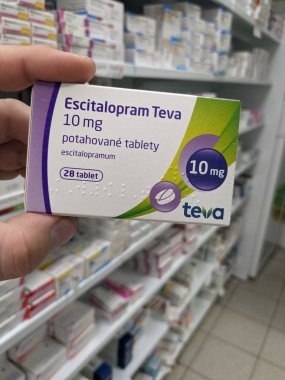 Escitalopram Teva
10 mg
potahované tablety
escitalopramum
28 tablet
10 mg
teva